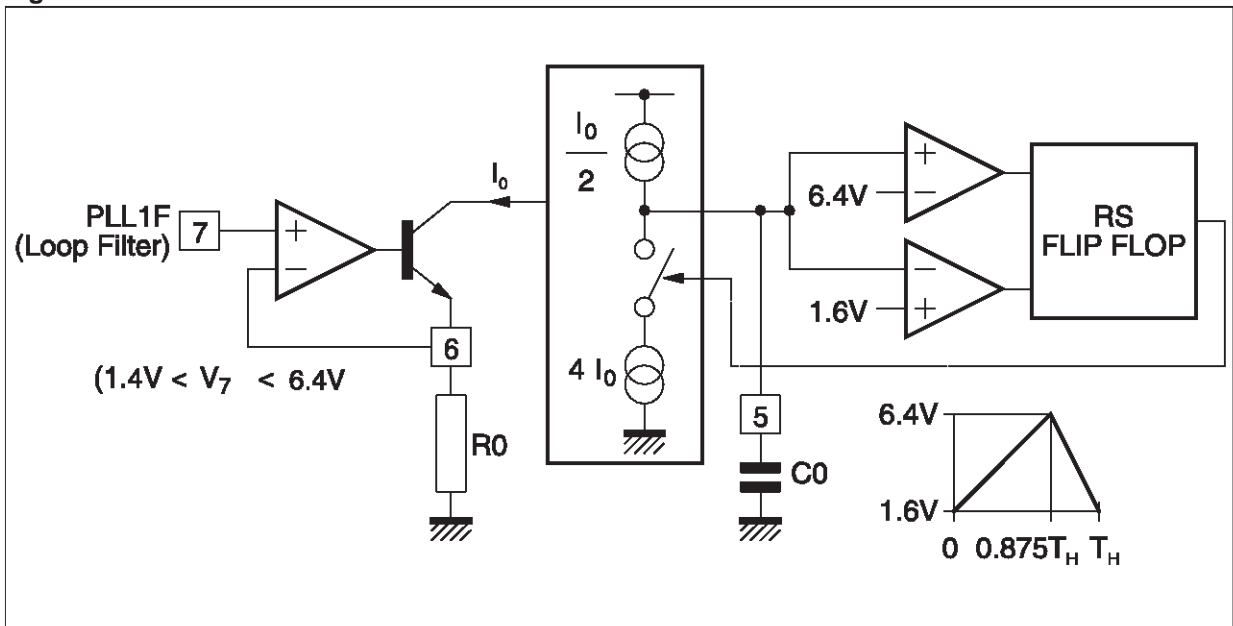 PLL1F
(Loop Filter)
7
+
−
(1.4V < V7 < 6.4V
6
R0
I0
I0
2
4 I0
5
C0
6.4V
+
−
1.6V
−
+
RS
FLIP FLOP
6.4V
1.6V
0 0.875TH TH